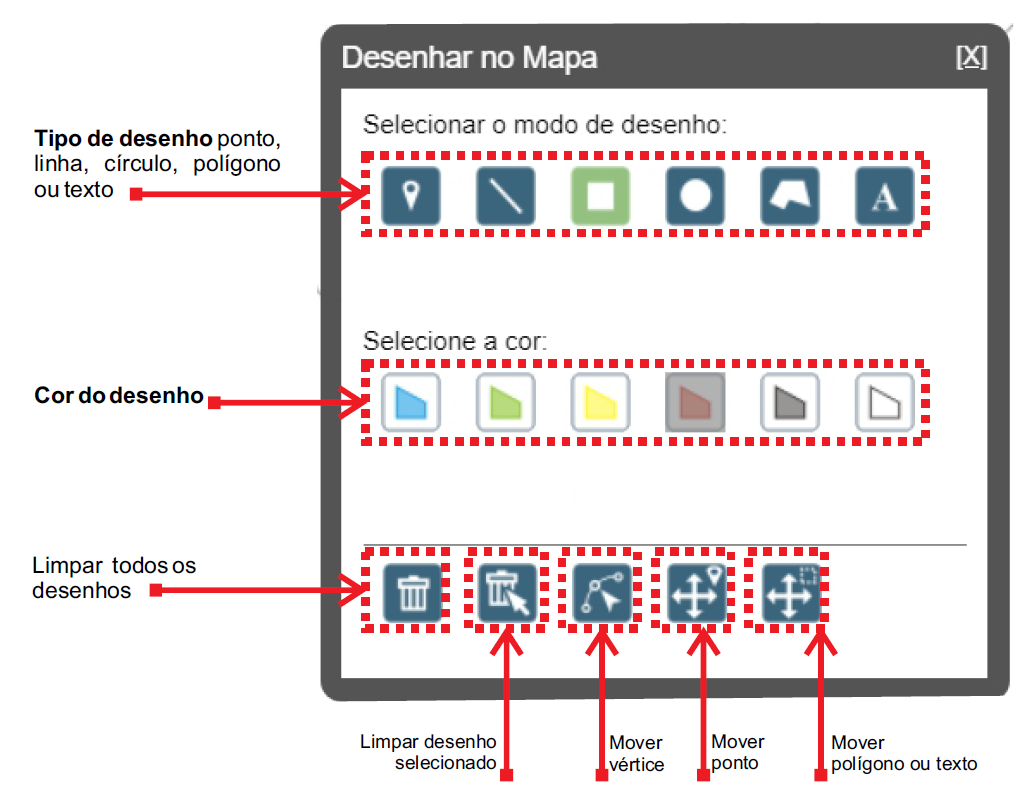 Desenhar no Mapa [X]
Selecionar o modo de desenho:
Tipo de desenho ponto,
linha, círculo, polígono
ou texto
A
Selecione a cor:
Cor do desenho
Limpar todos os
desenhos
Limpar desenho
selecionado
Mover
vértice
Mover
ponto
Mover
polígono ou texto